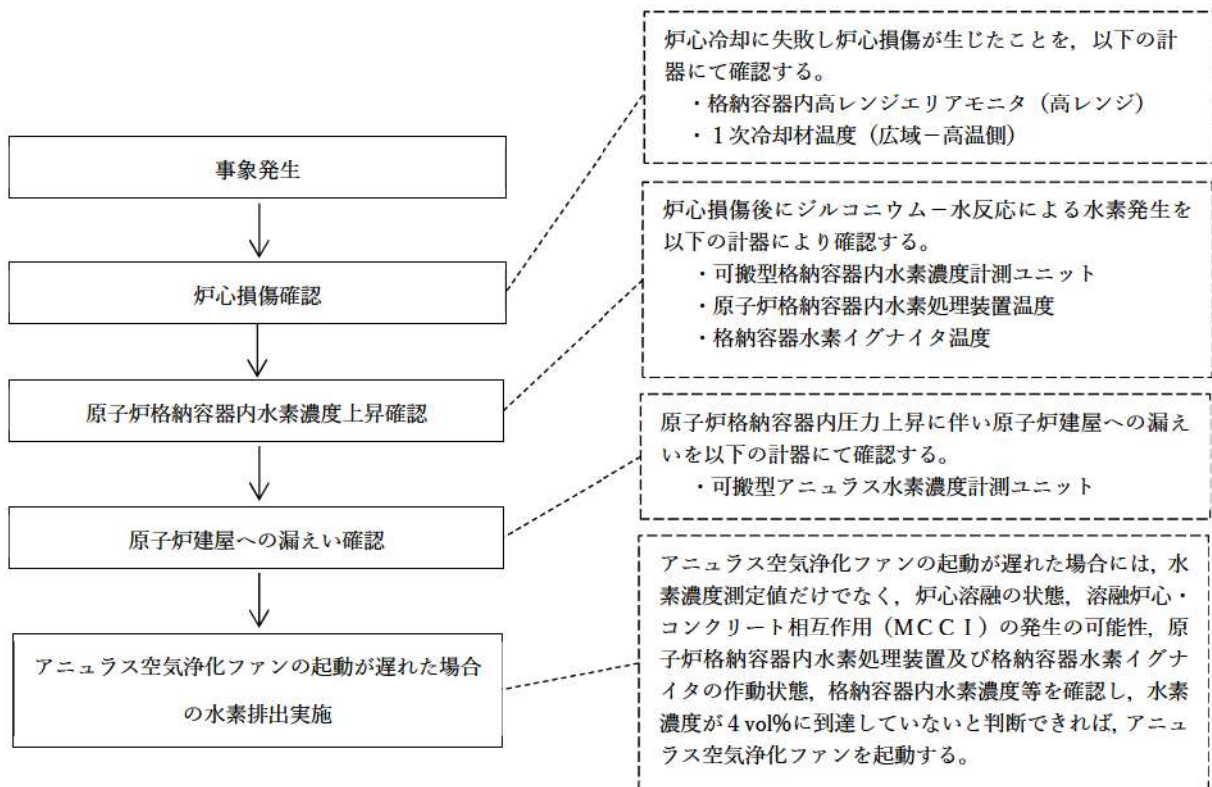 事象発生
炉心損傷確認
原子炉格納容器内水素濃度上昇確認
原子炉建屋への漏えい確認
アニュラス空気浄化ファンの起動が遅れた場合
の水素排出実施
炉心冷却に失敗し炉心損傷が生じたことを，以下の計
器にて確認する。
・格納容器内高レンジエリアモニタ（高レンジ）
・１次冷却材温度（広域－高温側）
炉心損傷後にジルコニウム－水反応による水素発生を
以下の計器により確認する。
・可搬型格納容器内水素濃度計測ユニット
・原子炉格納容器内水素処理装置温度
・格納容器水素イグナイタ温度
原子炉格納容器内圧力上昇に伴い原子炉建屋への漏え
いを以下の計器にて確認する。
・可搬型アニュラス水素濃度計測ユニット
アニュラス空気浄化ファンの起動が遅れた場合には，水
素濃度測定値だけでなく，炉心溶融の状態，溶融炉心・
コンクリート相互作用（ＭＣＣＩ）の発生の可能性，原
子炉格納容器内水素処理装置及び格納容器水素イグナ
イタの作動状態，格納容器内水素濃度等を確認し，水素
濃度が４vol%に到達していないと判断できれば，アニュ
ラス空気浄化ファンを起動する。